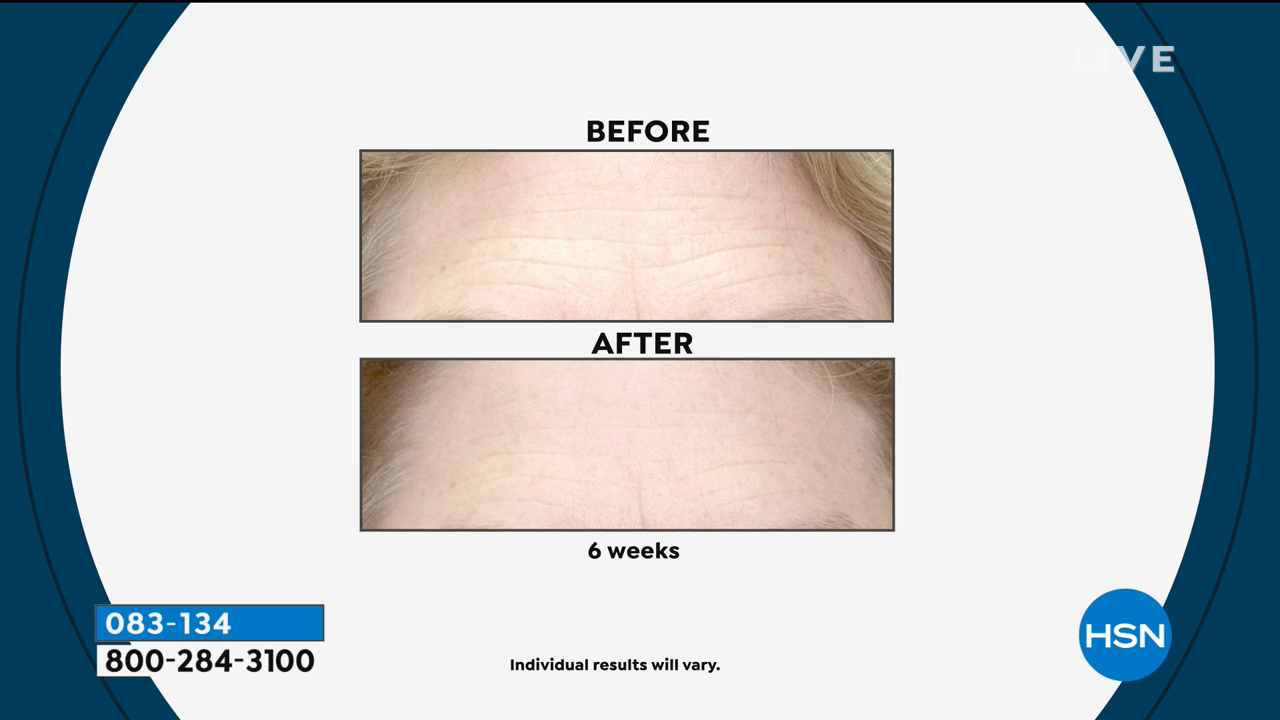 LIVE
BEFORE
AFTER
6 weeks
083-134
800-284-3100
Individual results will vary.
HSN